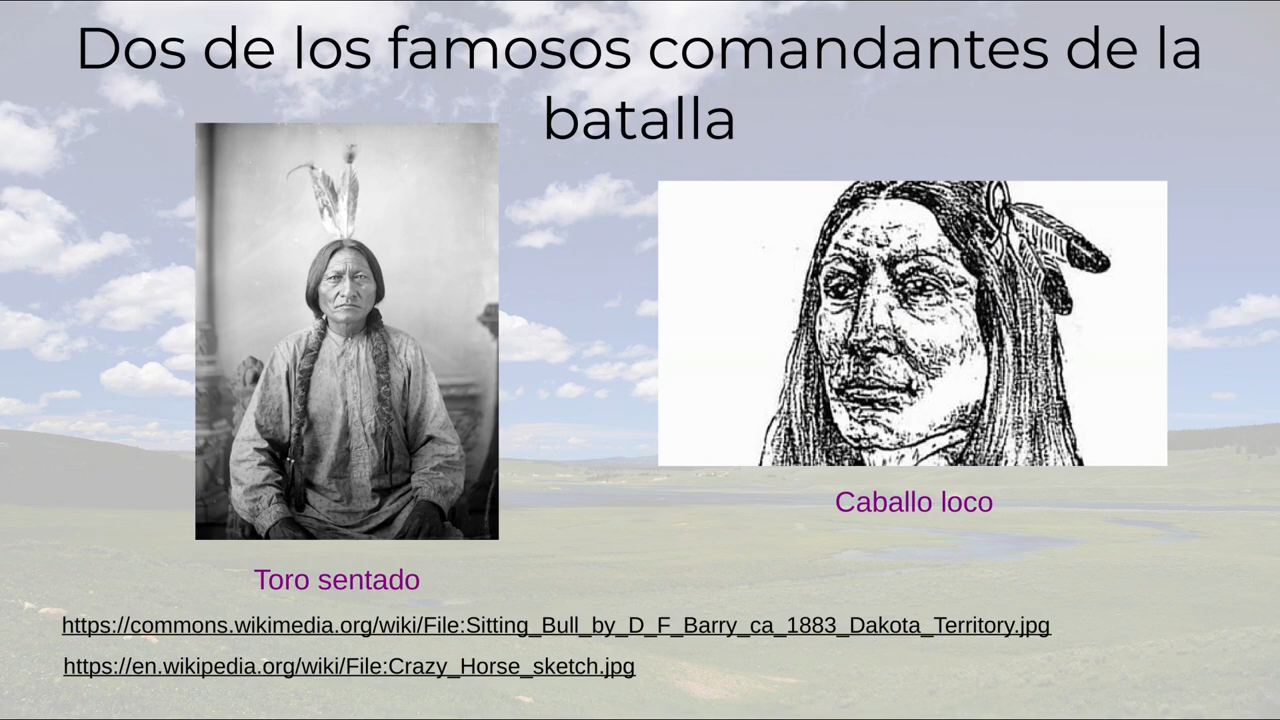 Dos de los famosos comandantes de la
batalla
Caballo loco
Toro sentado
https://commons.wikimedia.org/wiki/File:Sitting_Bull_by_D_F_Barry_ca_1883_Dakota_Territory.jpg
https://en.wikipedia.org/wiki/File:Crazy_Horse_sketch.jpg